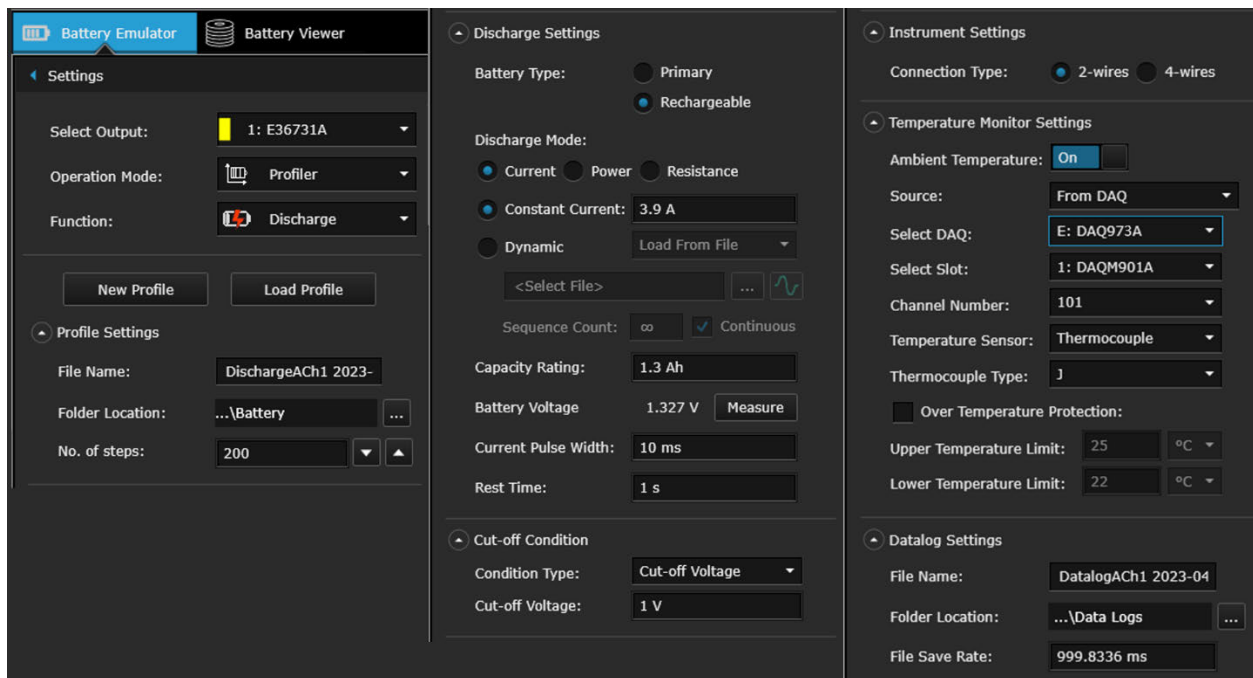 Battery Emulator
Battery Viewer
Settings
Select Output: 1: E36731A
Operation Mode: Profiler
Function: Discharge
New Profile Load Profile
Profile Settings
File Name: DischargeACh1 2023-
Folder Location: ...\Battery ...
No. of steps: 200
Discharge Settings
Battery Type: Primary
Rechargeable
Discharge Mode:
Current Power Resistance
Constant Current: 3.9 A
Dynamic Load From File
<Select File> ...
Sequence Count: ∞ Continuous
Capacity Rating: 1.3 Ah
Battery Voltage 1.327 V Measure
Current Pulse Width: 10 ms
Rest Time: 1 s
Cut-off Condition
Condition Type: Cut-off Voltage
Cut-off Voltage: 1 V
Instrument Settings
Connection Type: 2-wires 4-wires
Temperature Monitor Settings
Ambient Temperature: On
Source: From DAQ
Select DAQ: E: DAQ973A
Select Slot: 1: DAQM901A
Channel Number: 101
Temperature Sensor: Thermocouple
Thermocouple Type: J
Over Temperature Protection:
Upper Temperature Limit: 25 °C
Lower Temperature Limit: 22 °C
Datalog Settings
File Name: DatalogACh1 2023-04
Folder Location: ...\Data Logs ...
File Save Rate: 999.8336 ms